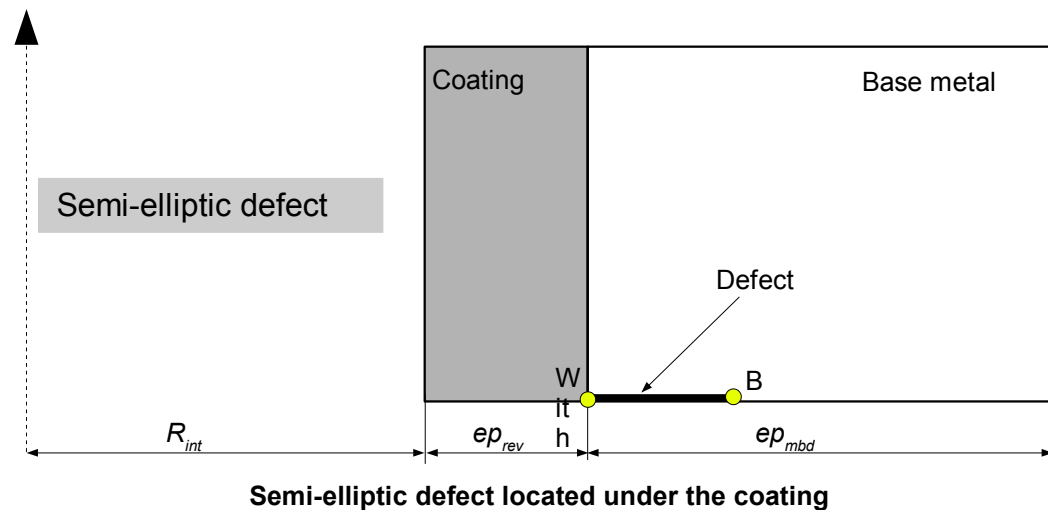 Coating
Base metal
Semi-elliptic defect
Defect
W
it
h
B
R_int
ep_rev
ep_mbd
Semi-elliptic defect located under the coating